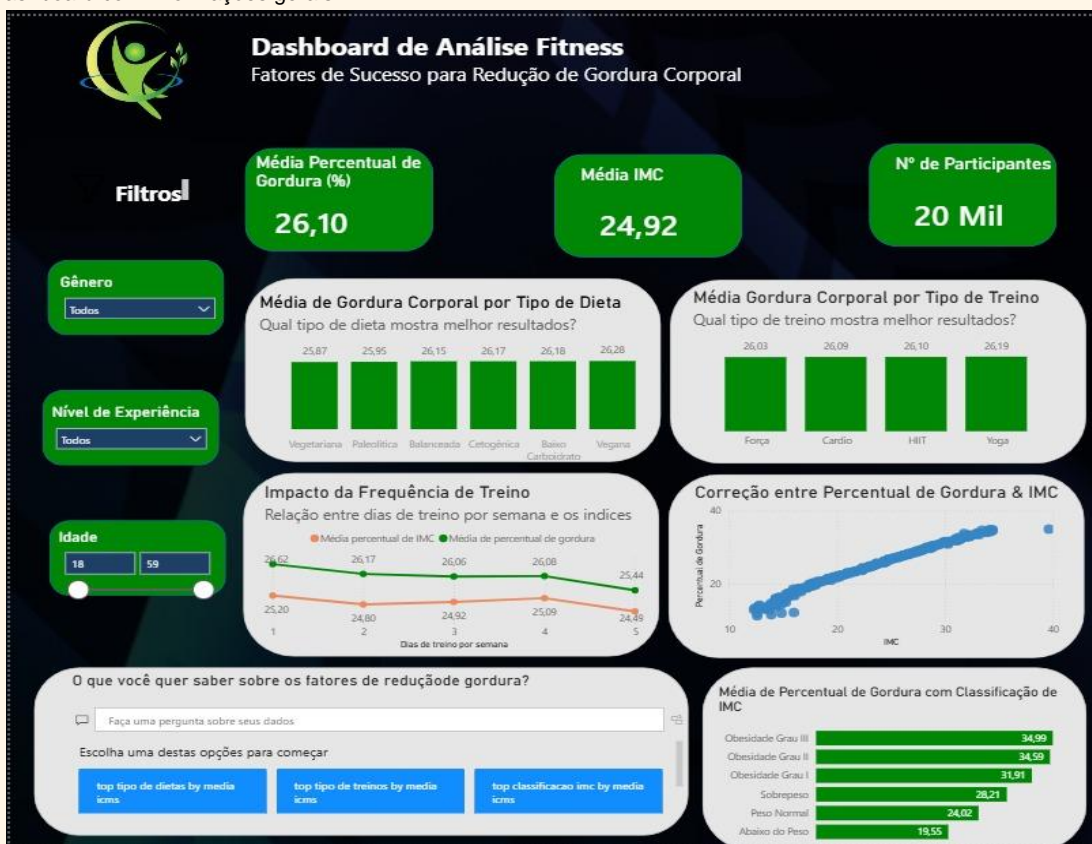 Dashboard de Análise Fitness
Fatores de Sucesso para Redução de Gordura Corporal
Filtros
Média Percentual de
Gordura (%)
26,10
Média IMC
24,92
Nº de Participantes
20 Mil
Gênero
Todos
Nível de Experiência
Todos
Idade
18 59
Média de Gordura Corporal por Tipo de Dieta
Qual tipo de dieta mostra melhor resultados?
25,87 25,95 26,15 26,17 26,18 26,28
Vegetariana Paleolítica Balanceada Cetogênica Baixo Carboidrato Vegana
Média Gordura Corporal por Tipo de Treino
Qual tipo de treino mostra melhor resultados?
26,03 26,09 26,10 26,19
Força Cardio HIIT Yoga
Impacto da Frequência de Treino
Relação entre dias de treino por semana e os indices
Média percentual de IMC Média de percentual de gordura
26,62 26,17 26,06 26,08 25,44
25,20 24,80 24,92 25,09 24,49
1 2 3 4 5
Dias de treino por semana
Correção entre Percentual de Gordura & IMC
Percentual de Gordura
40
20
10 20 30 40
IMC
O que você quer saber sobre os fatores de reduçãode gordura?
Faça uma pergunta sobre seus dados
Escolha uma destas opções para começar
top tipo de dietas by media
icms
top tipo de treinos by media
icms
top classificacao imc by media
icms
Média de Percentual de Gordura com Classificação de
IMC
Obesidade Grau III 34,99
Obesidade Grau II 34,59
Obesidade Grau I 31,91
Sobrepeso 28,21
Peso Normal 24,02
Abaixo do Peso 19,55